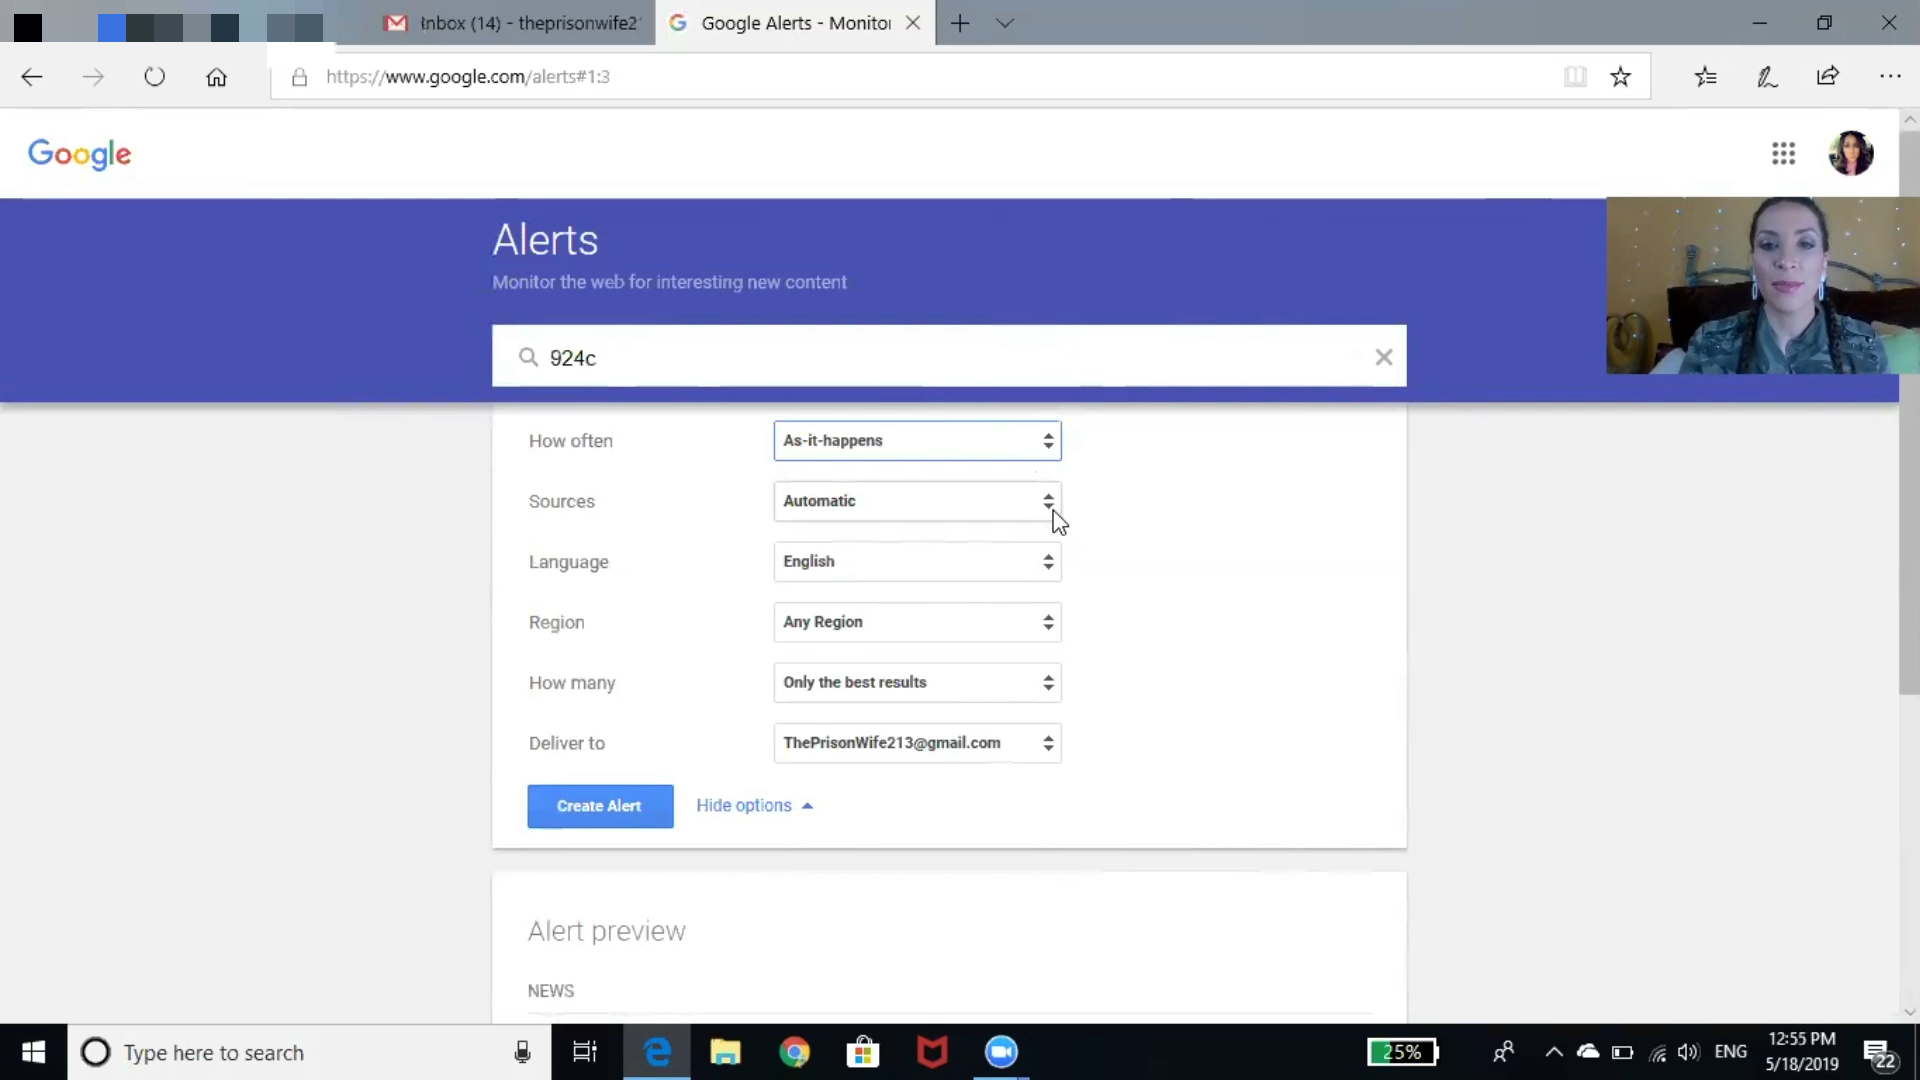 Inbox (14) - theprisonwife2
Google Alerts - Monitor
https://www.google.com/alerts#1:3
Google
Alerts
Monitor the web for interesting new content
924c
How often
As-it-happens
Sources
Automatic
Language
English
Region
Any Region
How many
Only the best results
Deliver to
ThePrisonWife213@gmail.com
Create Alert
Hide options
Alert preview
NEWS
Type here to search
25%
ENG
12:55 PM
5/18/2019
22